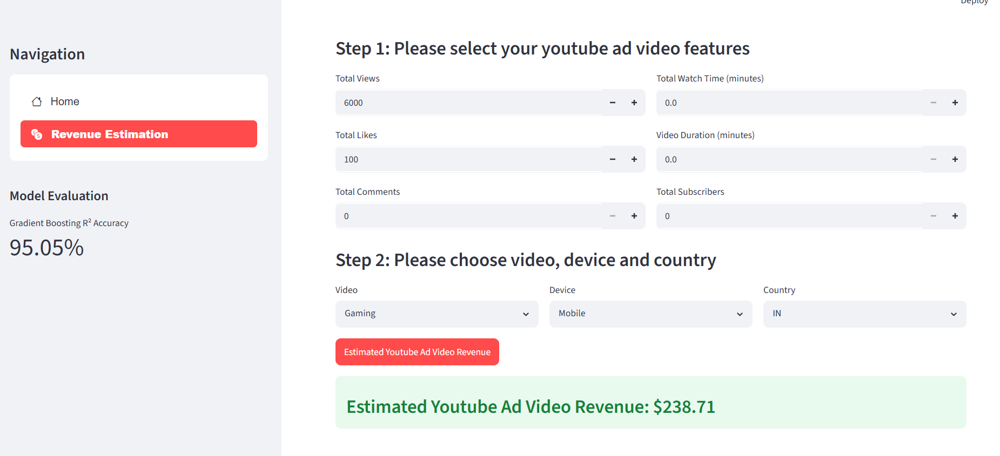 Deploy
Navigation
Home
Revenue Estimation
Model Evaluation
Gradient Boosting R² Accuracy
95.05%
Step 1: Please select your youtube ad video features
Total Views
Total Watch Time (minutes)
6000
0.0
Total Likes
Video Duration (minutes)
100
0.0
Total Comments
Total Subscribers
0
0
Step 2: Please choose video, device and country
Video
Device
Country
Gaming
Mobile
IN
Estimated Youtube Ad Video Revenue
Estimated Youtube Ad Video Revenue: $238.71